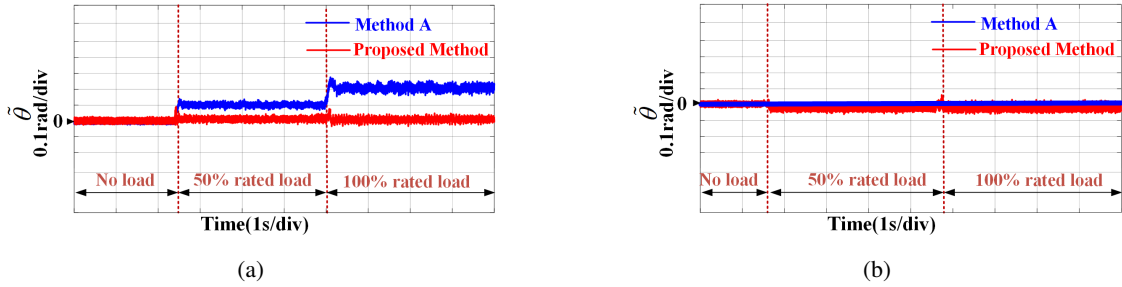 Method A
Proposed Method
θ̃
0.1rad/div
0
No load
50% rated load
100% rated load
Time(1s/div)
(a)
Method A
Proposed Method
θ̃
0.1rad/div
0
No load
50% rated load
100% rated load
Time(1s/div)
(b)